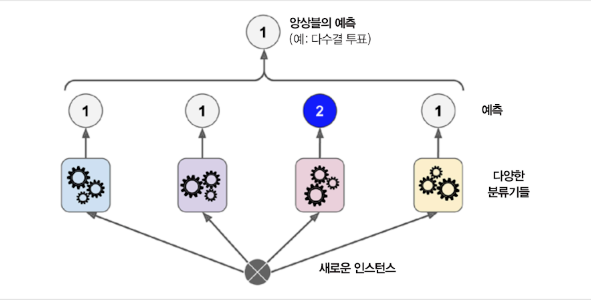 1
앙상블의 예측
(예: 다수결 투표)
1 1 2 1 예측
다양한
분류기들
새로운 인스턴스